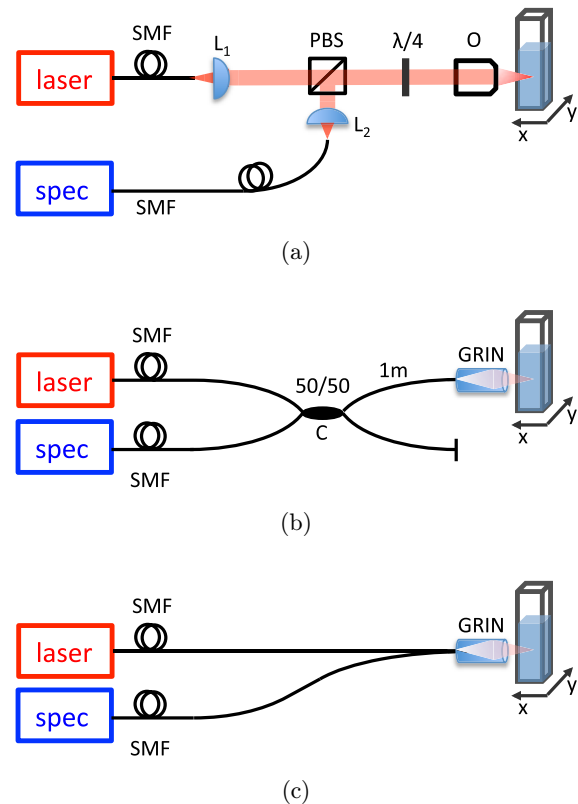 SMF
L1
PBS
λ/4
O
laser
L2
y
x
spec
SMF
(a)
SMF
GRIN
1m
50/50
laser
C
spec
y
x
SMF
(b)
SMF
GRIN
laser
spec
y
x
SMF
(c)